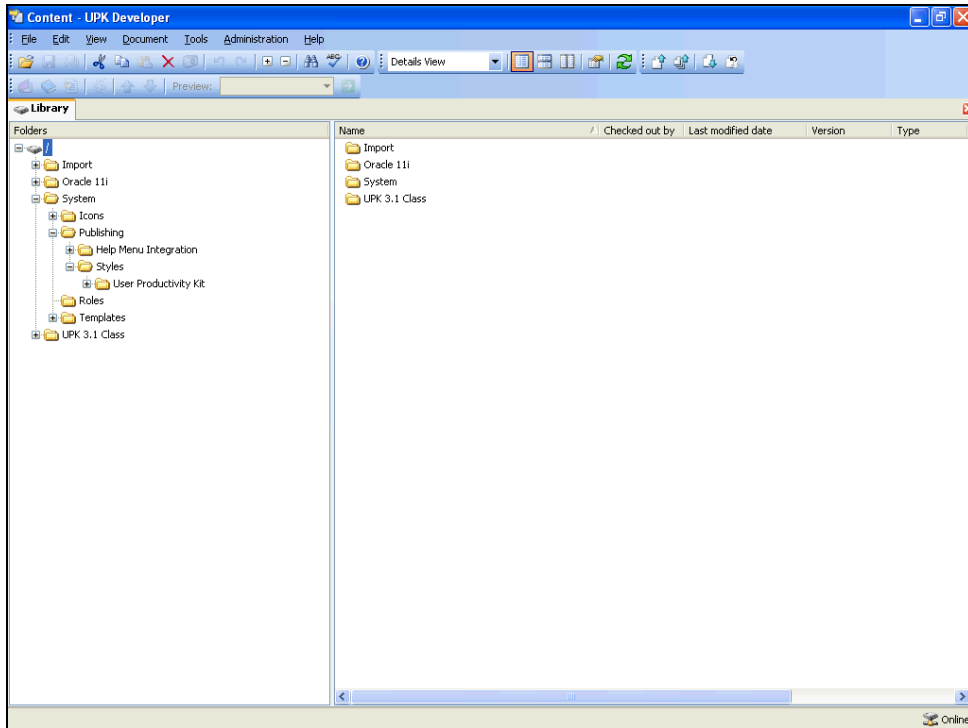 Content - UPK Developer
File Edit View Document Tools Administration Help
ABC Details View
Preview:
Library
Folders
Name Checked out by Last modified date Version Type
/
Import
Oracle 11i
System
Icons
Publishing
Help Menu Integration
Styles
User Productivity Kit
Roles
Templates
UPK 3.1 Class
Import
Oracle 11i
System
UPK 3.1 Class
Online